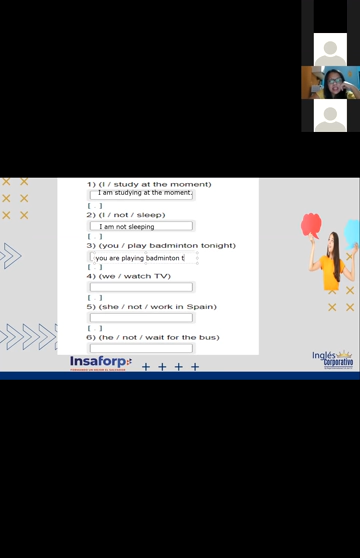 1) (I / study at the moment)
I am studying at the moment.
[ . ]
2) (I / not / sleep)
I am not sleeping
[ . ]
3) (you / play badminton tonight)
you are playing badminton t
[ . ]
4) (we / watch TV)
[ . ]
5) (she / not / work in Spain)
[ . ]
6) (he / not / wait for the bus)
Insaforp
Inglés
Corporativo